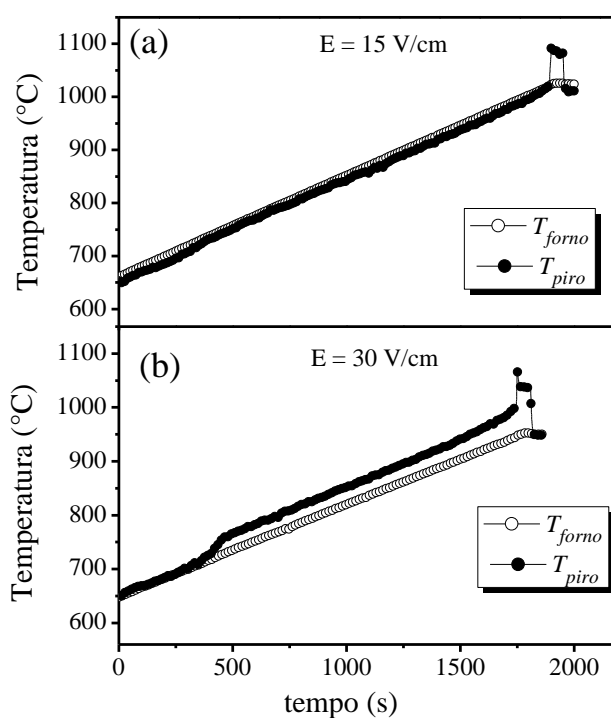 (a)
E = 15 V/cm
Temperatura (°C)
1100
1000
900
800
700
600
T_forno
T_piro
(b)
E = 30 V/cm
Temperatura (°C)
1100
1000
900
800
700
600
T_forno
T_piro
0 500 1000 1500 2000
tempo (s)